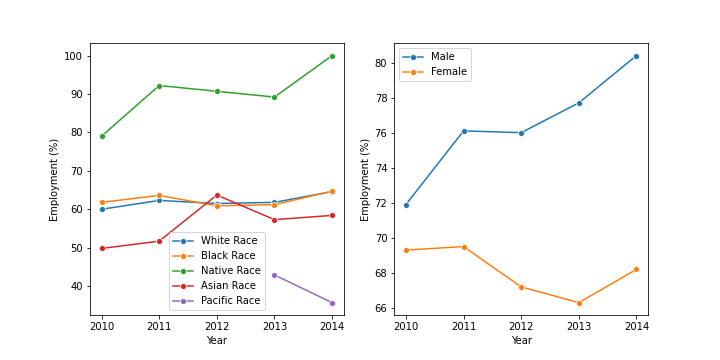 100
90
80
70
60
50
40
Employment (%)
2010 2011 2012 2013 2014
Year
White Race
Black Race
Native Race
Asian Race
Pacific Race
80
78
76
74
72
70
68
66
Employment (%)
2010 2011 2012 2013 2014
Year
Male
Female